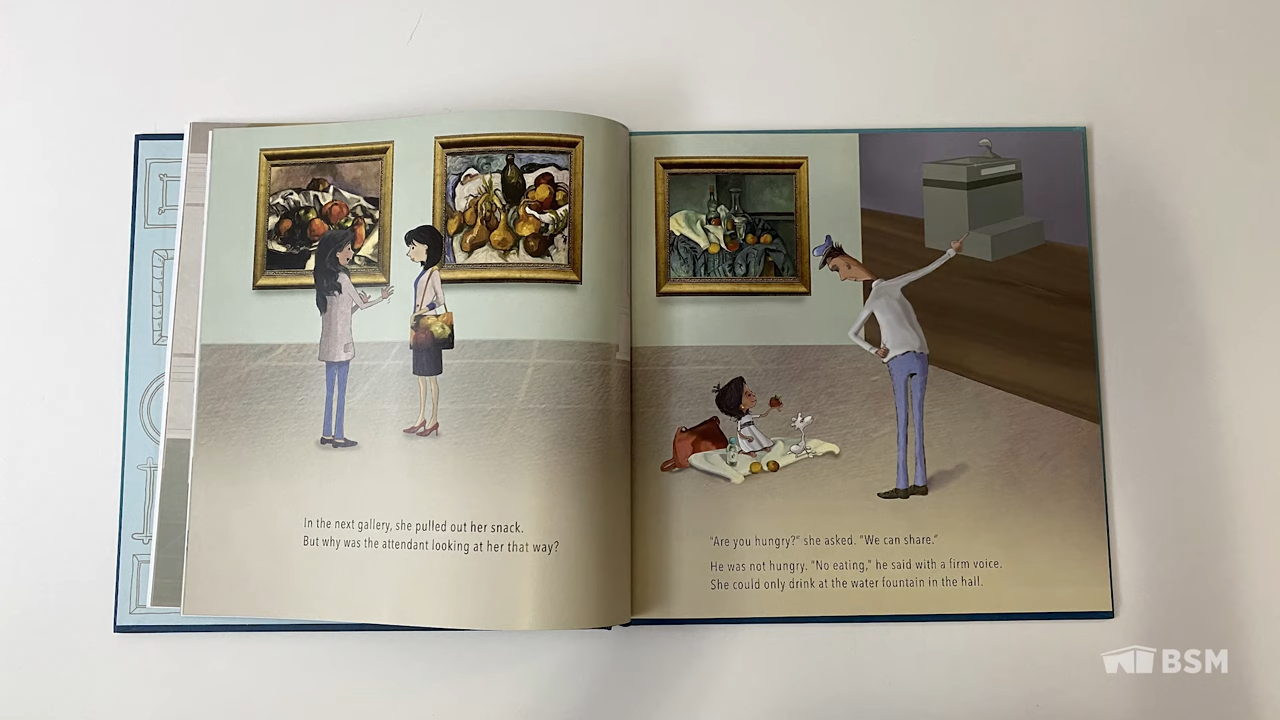 In the next gallery, she pulled out her snack.
But why was the attendant looking at her that way?
"Are you hungry?" she asked. "We can share."
He was not hungry. "No eating," he said with a firm voice.
She could only drink at the water fountain in the hall.
BSM